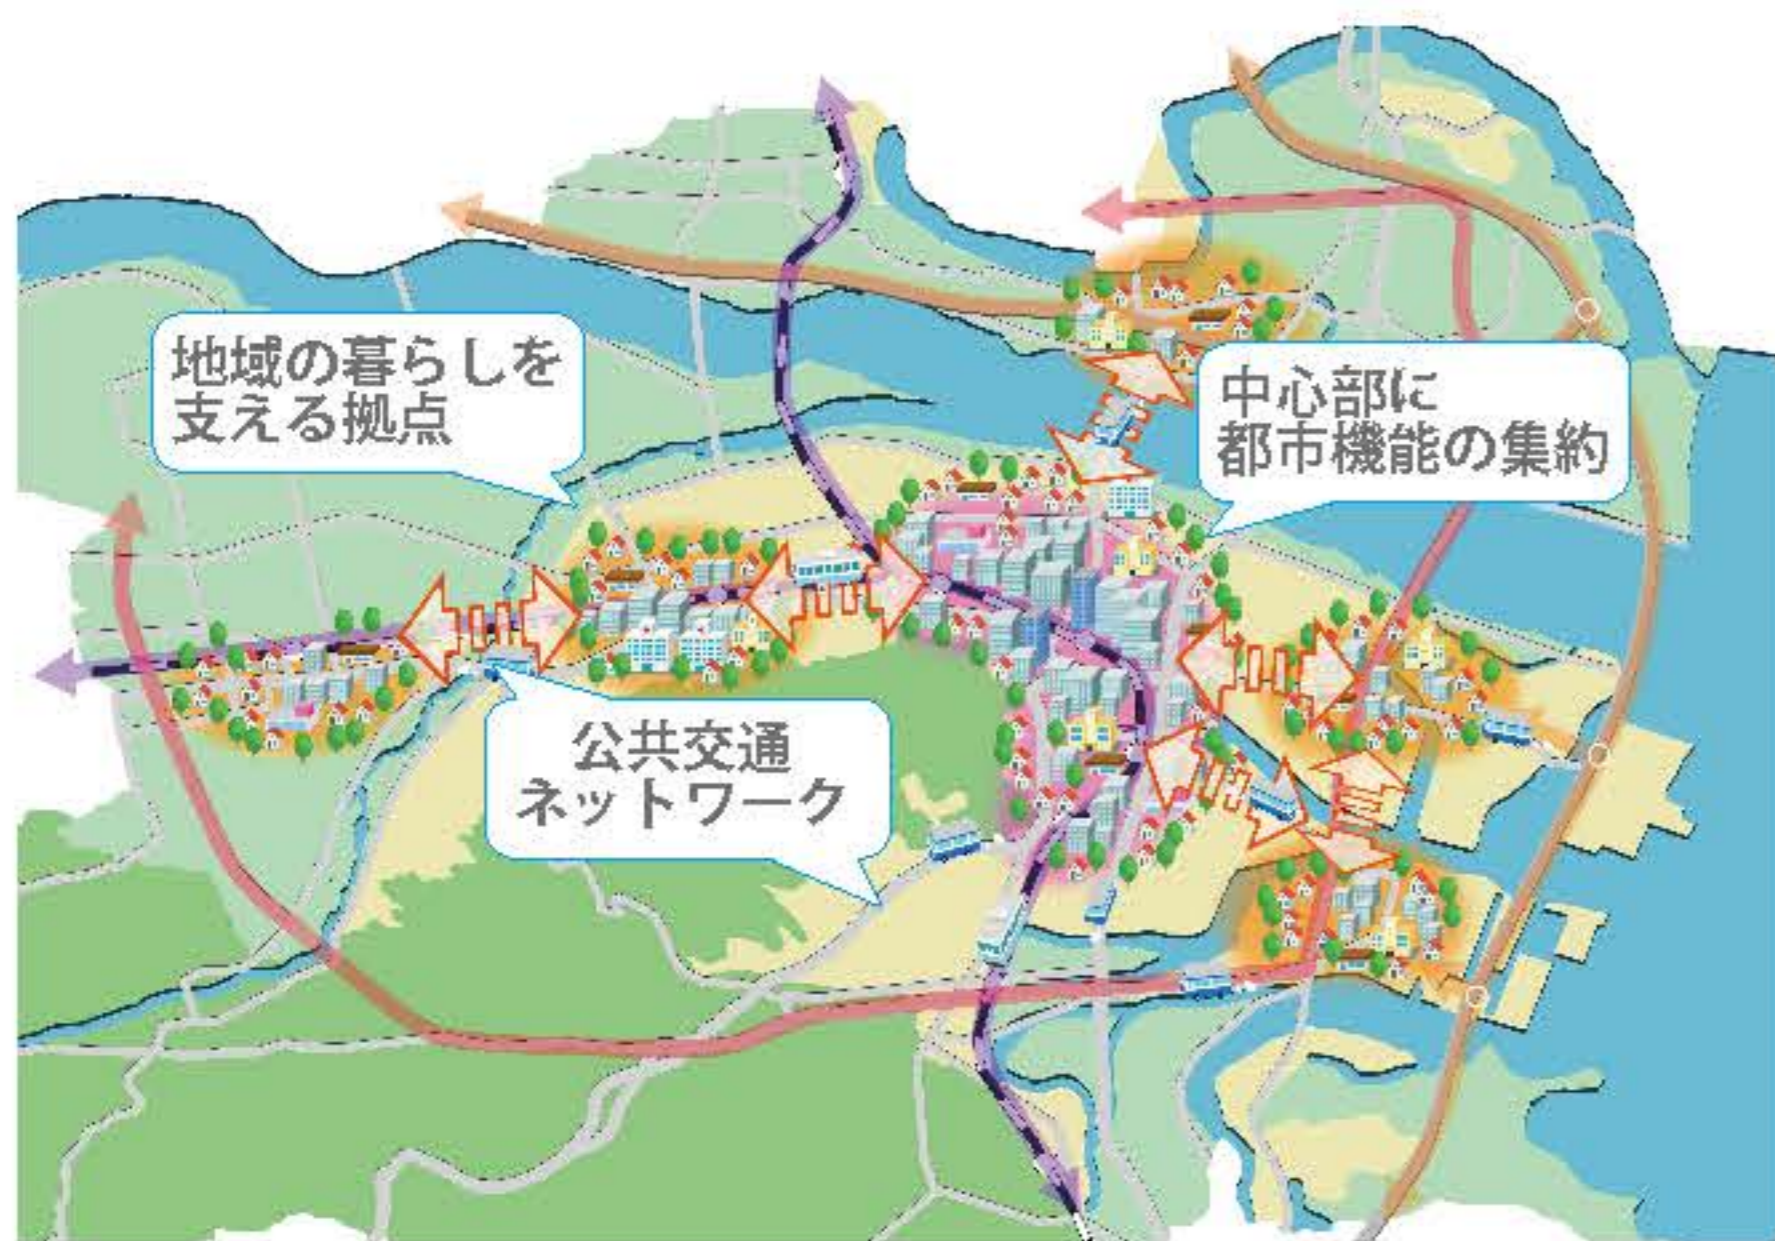 地域の暮らしを
支える拠点
中心部に
都市機能の集約
公共交通
ネットワーク